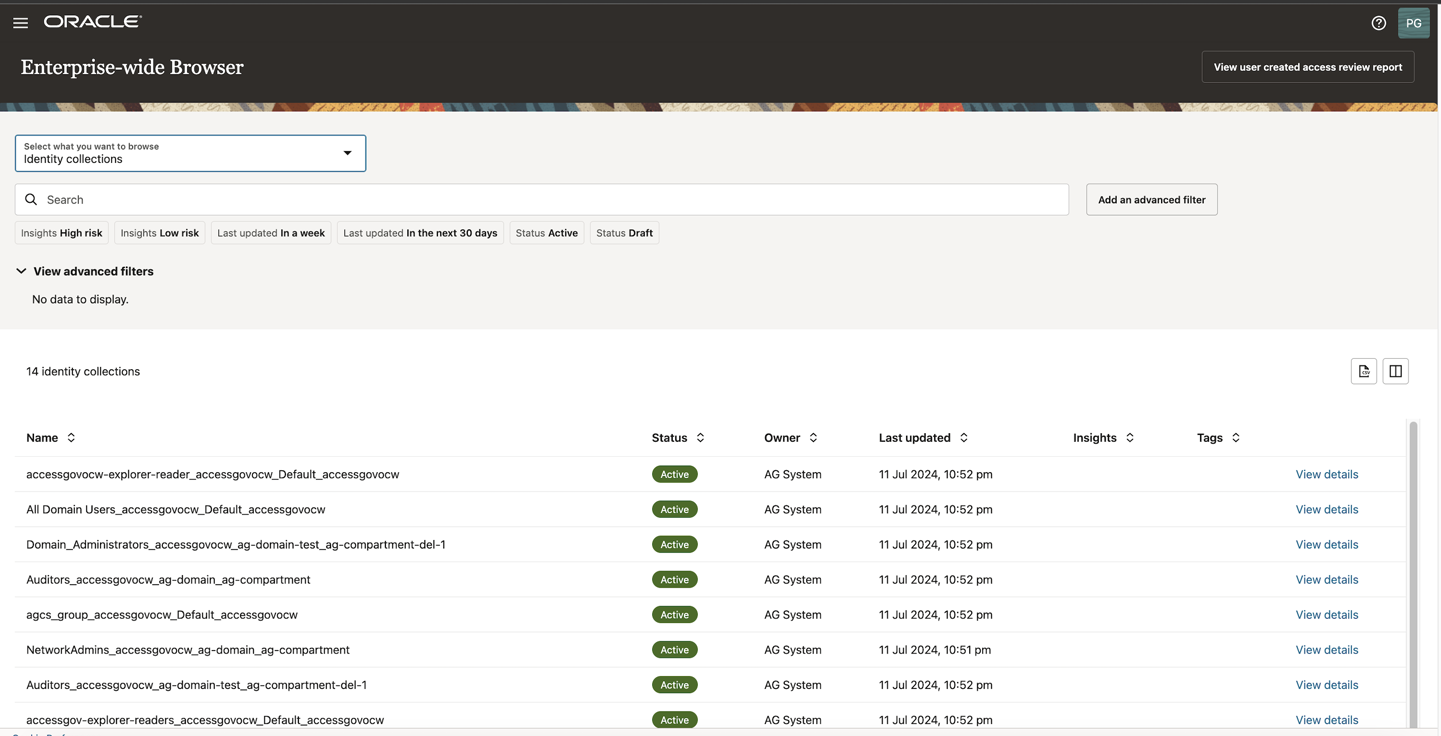 ORACLE
PG
Enterprise-wide Browser
View user created access review report
Select what you want to browse
Identity collections
Search
Add an advanced filter
Insights High risk Insights Low risk Last updated In a week Last updated In the next 30 days Status Active Status Draft
View advanced filters
No data to display.
14 identity collections
CSV
Name Status Owner Last updated Insights Tags
accessgovocw-explorer-reader_accessgovocw_Default_accessgovocw Active AG System 11 Jul 2024, 10:52 pm View details
All Domain Users_accessgovocw_Default_accessgovocw Active AG System 11 Jul 2024, 10:52 pm View details
Domain_Administrators_accessgovocw_ag-domain-test_ag-compartment-del-1 Active AG System 11 Jul 2024, 10:52 pm View details
Auditors_accessgovocw_ag-domain_ag-compartment Active AG System 11 Jul 2024, 10:52 pm View details
agcs_group_accessgovocw_Default_accessgovocw Active AG System 11 Jul 2024, 10:52 pm View details
NetworkAdmins_accessgovocw_ag-domain_ag-compartment Active AG System 11 Jul 2024, 10:51 pm View details
Auditors_accessgovocw_ag-domain-test_ag-compartment-del-1 Active AG System 11 Jul 2024, 10:52 pm View details
accessgov-explorer-readers_accessgovocw_Default_accessgovocw Active AG System 11 Jul 2024, 10:52 pm View details